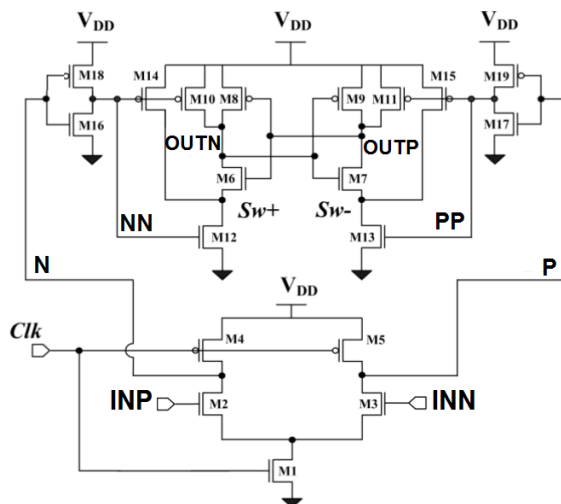 VDD VDD VDD
M18 M14 M10 M8 M9 M11 M15 M19
M16 M17
OUTN OUTP
M6 M7
Sw+ Sw-
NN PP
M12 M13
N P
VDD
Clk
M4 M5
INP M2 M3 INN
M1